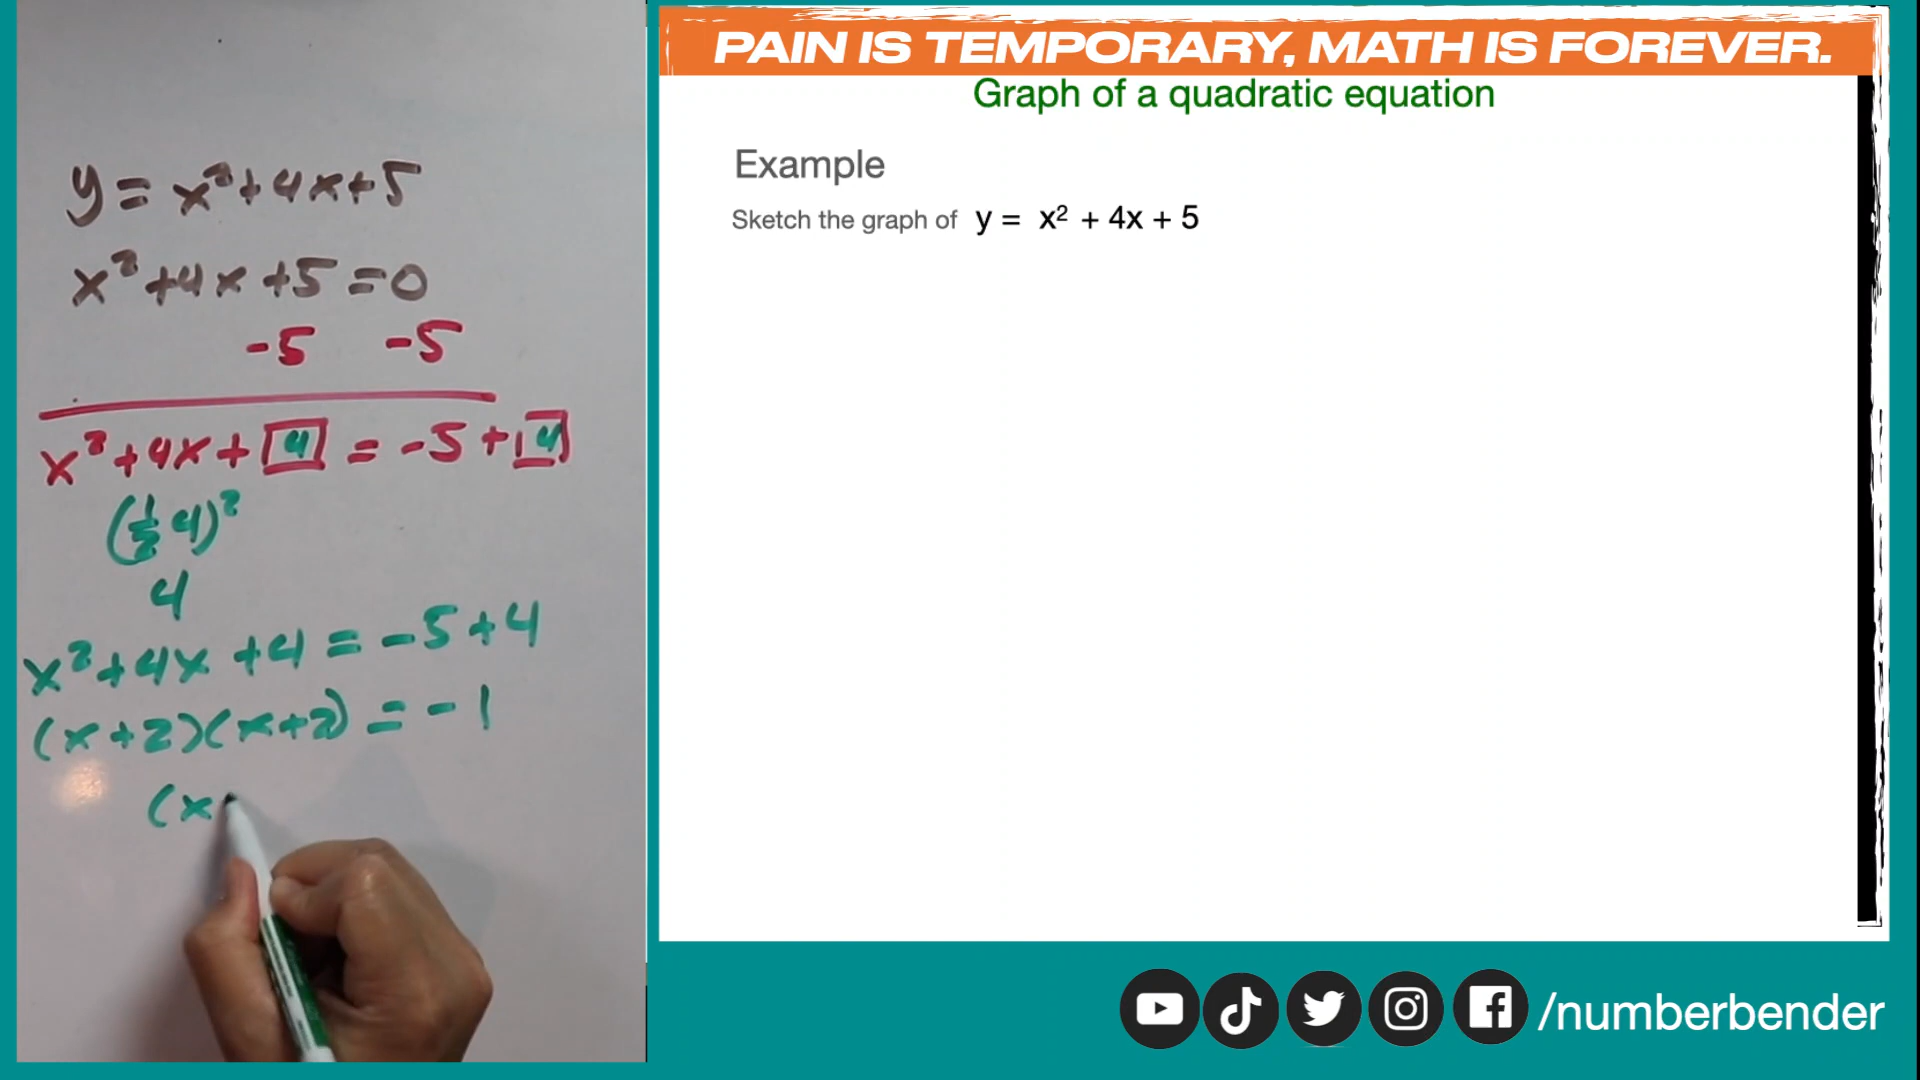 y = x²+4x+5
x²+4x+5=0
-5 -5
x²+4x+4 = -5+4
(½4)²
4
x²+4x+4=-5+4
(x+2)(x+2)=-1
(x
PAIN IS TEMPORARY, MATH IS FOREVER.
Graph of a quadratic equation
Example
Sketch the graph of y = x² + 4x + 5
/numberbender